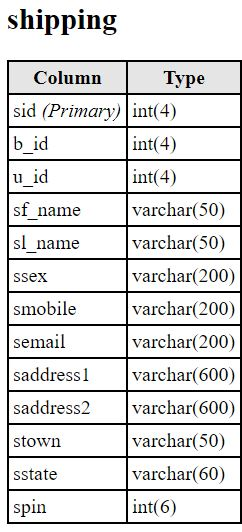 shipping
Column Type
sid (Primary) int(4)
b_id int(4)
u_id int(4)
sf_name varchar(50)
sl_name varchar(50)
ssex varchar(200)
smobile varchar(200)
semail varchar(200)
saddress1 varchar(600)
saddress2 varchar(600)
stown varchar(50)
sstate varchar(60)
spin int(6)